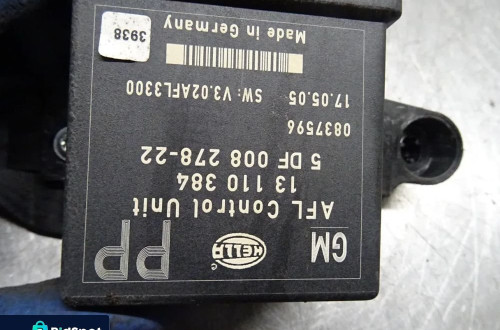 GM HELLA PP
AFL Control Unit
13 110 384
5 DF 008 278-22
0837596
17.05.05 SW: V3.02AFL3300
Made in Germany
3938
BidSpot